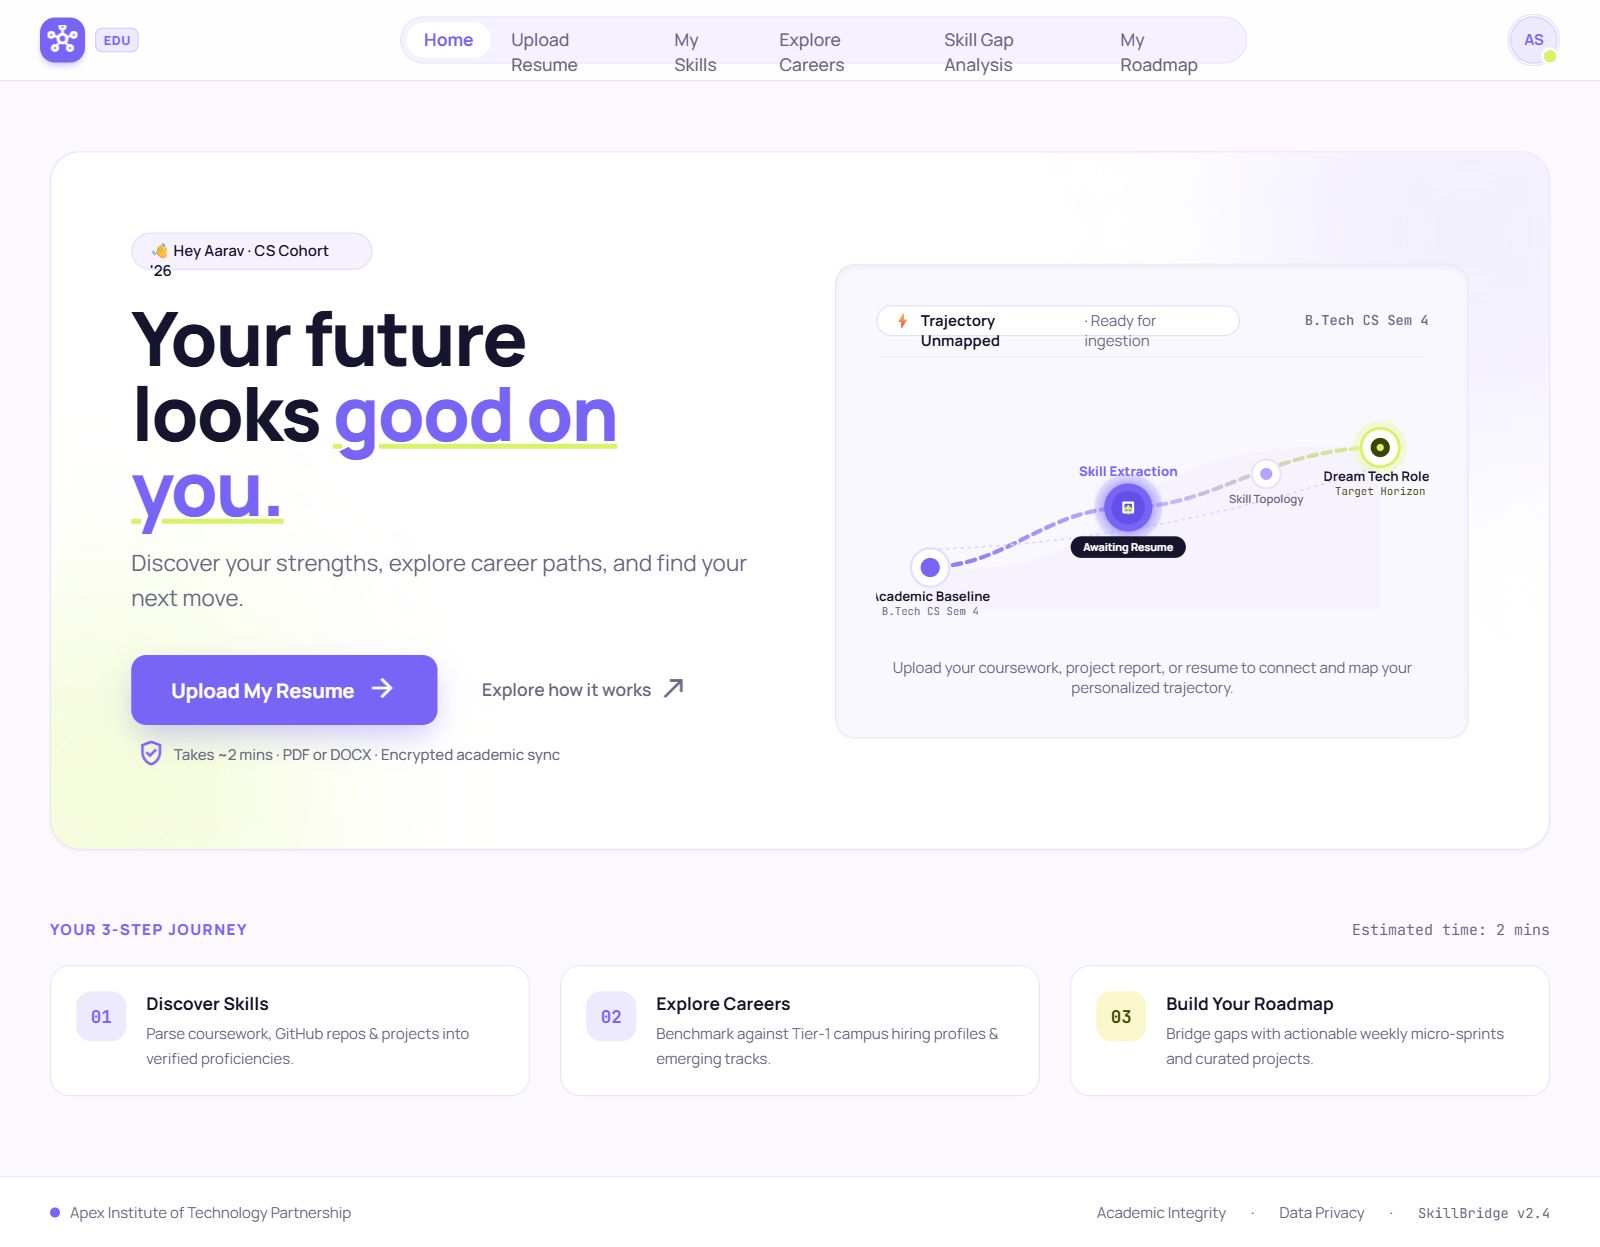 EDU
Home
Upload
Resume
My
Skills
Explore
Careers
Skill Gap
Analysis
My
Roadmap
AS
👋 Hey Aarav · CS Cohort
'26
Your future
looks good on
you.
Discover your strengths, explore career paths, and find your
next move.
Upload My Resume →
Explore how it works
Takes ~2 mins · PDF or DOCX · Encrypted academic sync
Trajectory
Unmapped
· Ready for
ingestion
B.Tech CS Sem 4
Skill Extraction
Awaiting Resume
Skill Topology
Dream Tech Role
Target Horizon
Academic Baseline
B.Tech CS Sem 4
Upload your coursework, project report, or resume to connect and map your
personalized trajectory.
YOUR 3-STEP JOURNEY
Estimated time: 2 mins
01
Discover Skills
Parse coursework, GitHub repos & projects into
verified proficiencies.
02
Explore Careers
Benchmark against Tier-1 campus hiring profiles &
emerging tracks.
03
Build Your Roadmap
Bridge gaps with actionable weekly micro-sprints
and curated projects.
Apex Institute of Technology Partnership
Academic Integrity · Data Privacy · SkillBridge v2.4